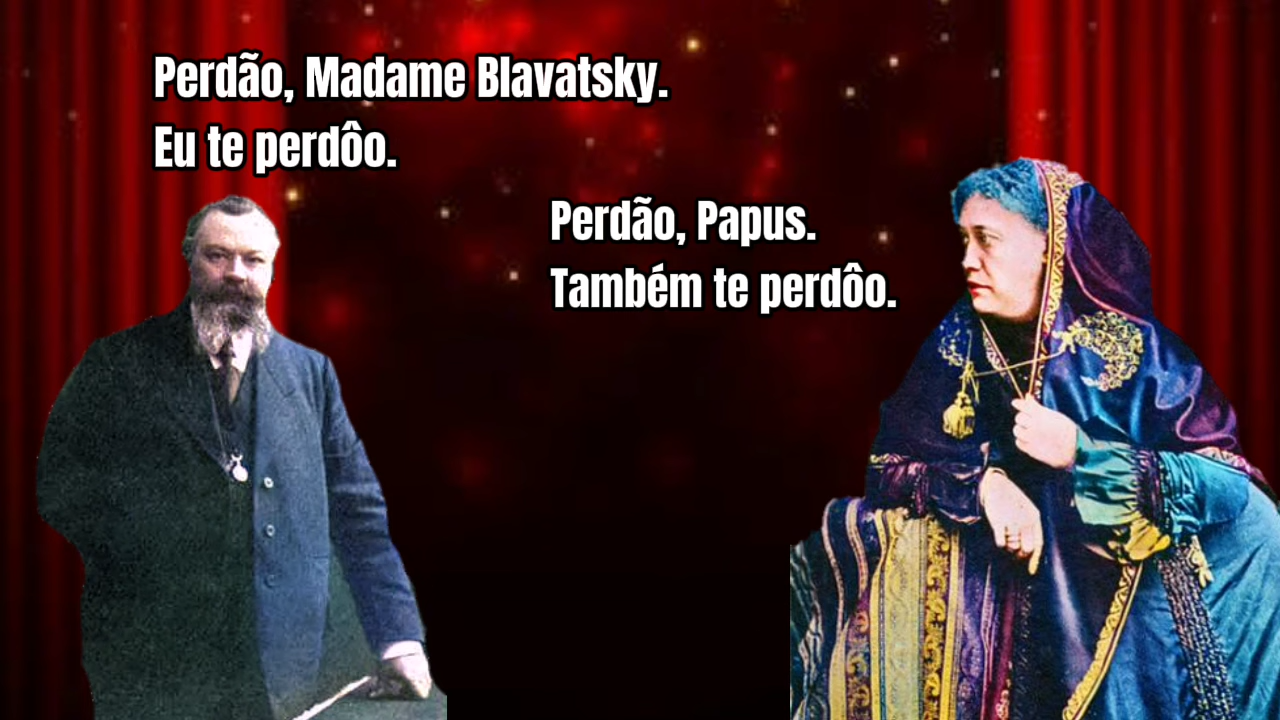 Perdão, Madame Blavatsky.
Eu te perdôo.
Perdão, Papus.
Também te perdôo.